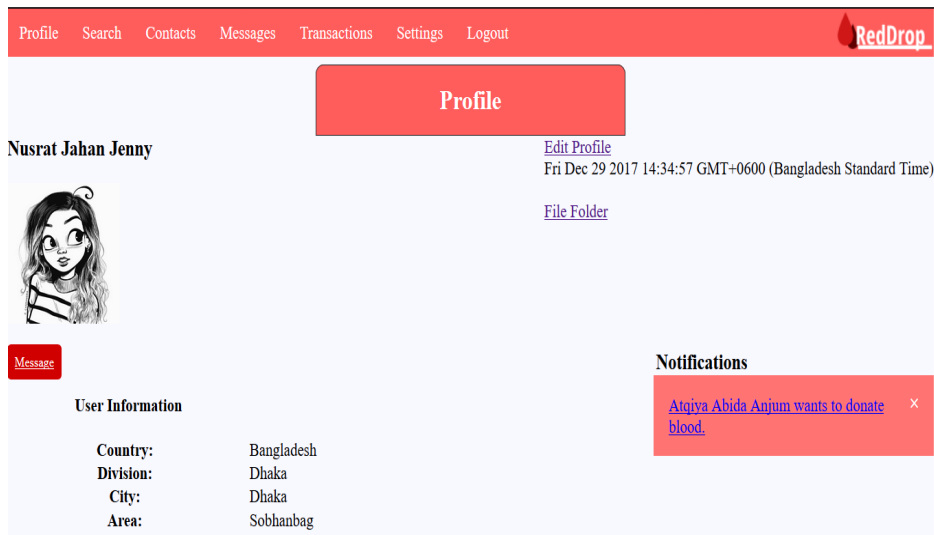 Profile Search Contacts Messages Transactions Settings Logout RedDrop
Profile
Nusrat Jahan Jenny
Edit Profile
Fri Dec 29 2017 14:34:57 GMT+0600 (Bangladesh Standard Time)
File Folder
Message
Notifications
Atqiya Abida Anjum wants to donate x
blood.
User Information
Country: Bangladesh
Division: Dhaka
City: Dhaka
Area: Sobhanbag